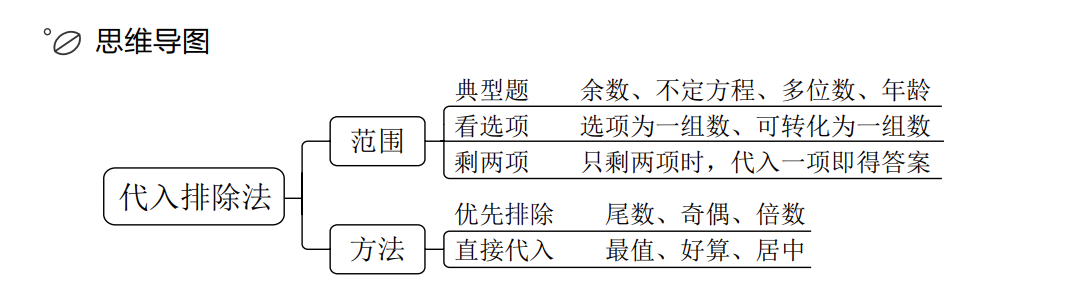 思维导图
代入排除法
范围
典型题 余数、不定方程、多位数、年龄
看选项 选项为一组数、可转化为一组数
剩两项 只剩两项时，代入一项即得答案
方法
优先排除 尾数、奇偶、倍数
直接代入 最值、好算、居中